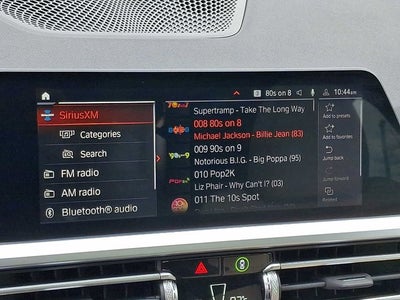 80s on 8
10:44am
SiriusXM
Categories
Search
FM radio
AM radio
Bluetooth® audio
Supertramp - Take The Long Way
008 80s on 8
Michael Jackson - Billie Jean (83)
009 90s on 9
Notorious B.I.G. - Big Poppa (95)
010 Pop2K
Liz Phair - Why Can't I? (03)
011 The 10s Spot
Add to presets
Add to favorites
Jump back
Jump forward
Related